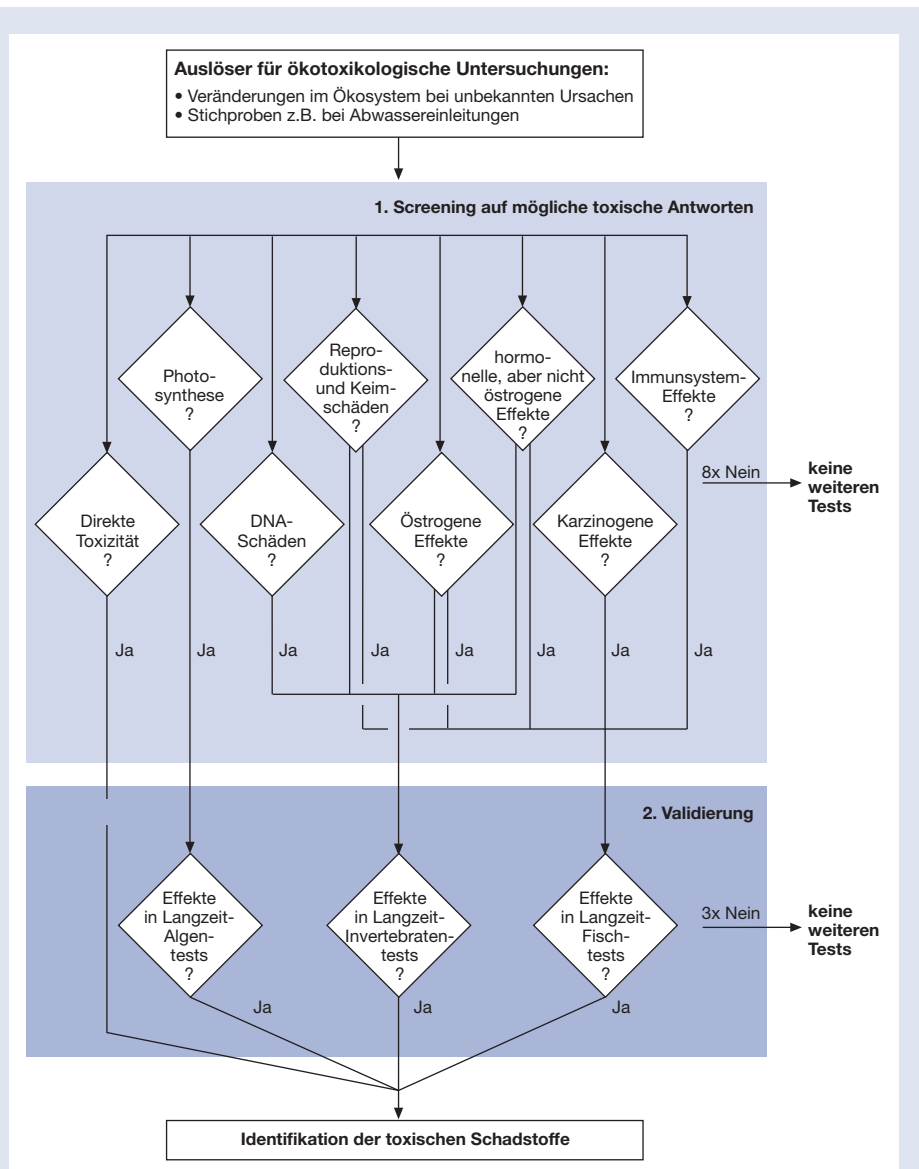 Auslöser für ökotoxikologische Untersuchungen:
• Veränderungen im Ökosystem bei unbekannten Ursachen
• Stichproben z.B. bei Abwassereinleitungen
1. Screening auf mögliche toxische Antworten
Photo-
synthese
?
Repro-
duktions-
und Keim-
schäden
?
hormo-
nelle, aber nicht
östrogene
Effekte
?
Immunsystem-
Effekte
?
Direkte
Toxizität
?
DNA-
Schäden
?
Östrogene
Effekte
?
Karzinogene
Effekte
?
8x Nein
keine
weiteren
Tests
Ja
Ja
Ja
Ja
Ja
Ja
Ja
Ja
2. Validierung
Effekte
in Langzeit-
Algen-
tests
?
Effekte
in Langzeit-
Invertebraten-
tests
?
Effekte
in Langzeit-
Fisch-
tests
?
3x Nein
keine
weiteren
Tests
Ja
Ja
Ja
Identifikation der toxischen Schadstoffe